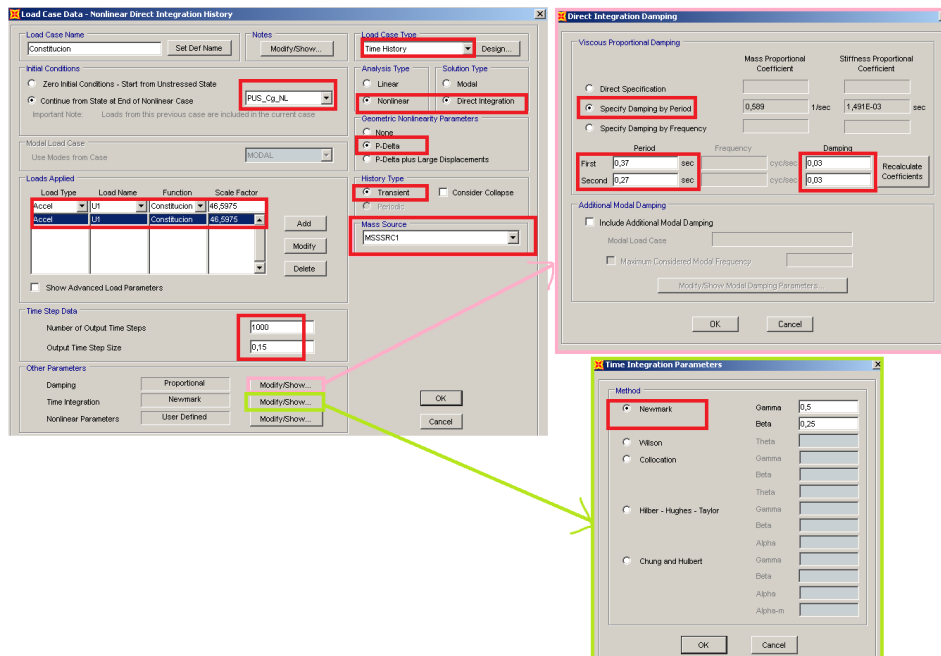 Load Case Data - Nonlinear Direct Integration History
Load Case Name
Constitucion
Set Def Name
Notes
Modify/Show...
Load Case Type
Time History
Design...
Initial Conditions
Zero Initial Conditions - Start from Unstressed State
Continue from State at End of Nonlinear Case
PUS_Cg_NL
Important Note: Loads from this previous case are included in the current case
Analysis Type
Linear
Nonlinear
Solution Type
Modal
Direct Integration
Geometric Nonlinearity Parameters
None
P-Delta
P-Delta plus Large Displacements
Modal Load Case
Use Modes from Case
MODAL
Loads Applied
Load Type Load Name Function Scale Factor
Accel U1 Constitucion 46,5975
Accel U1 Constitucion 46,5975
Add
Modify
Delete
Show Advanced Load Parameters
History Type
Transient
Consider Collapse
Periodic
Mass Source
MSSSRC1
Time Step Data
Number of Output Time Steps 1000
Output Time Step Size 0,15
Other Parameters
Damping Proportional Modify/Show...
Time Integration Newmark Modify/Show...
Nonlinear Parameters User Defined Modify/Show...
OK
Cancel
Direct Integration Damping
Viscous Proportional Damping
Mass Proportional Coefficient
Stiffness Proportional Coefficient
Direct Specification
Specify Damping by Period 0,589 1/sec 1,491E-03 sec
Specify Damping by Frequency
Period Frequency Damping
First 0,37 sec cyc/sec 0,03
Second 0,27 sec cyc/sec 0,03
Recalculate Coefficients
Additional Modal Damping
Include Additional Modal Damping
Modal Load Case
Maximum Considered Modal Frequency
Modify/Show Modal Damping Parameters...
OK Cancel
Time Integration Parameters
Method
Newmark Gamma 0,5
Beta 0,25
Wilson Theta
Collocation Gamma
Beta
Theta
Hilber - Hughes - Taylor Gamma
Beta
Alpha
Chung and Hulbert Gamma
Beta
Alpha
Alpha-m
OK Cancel